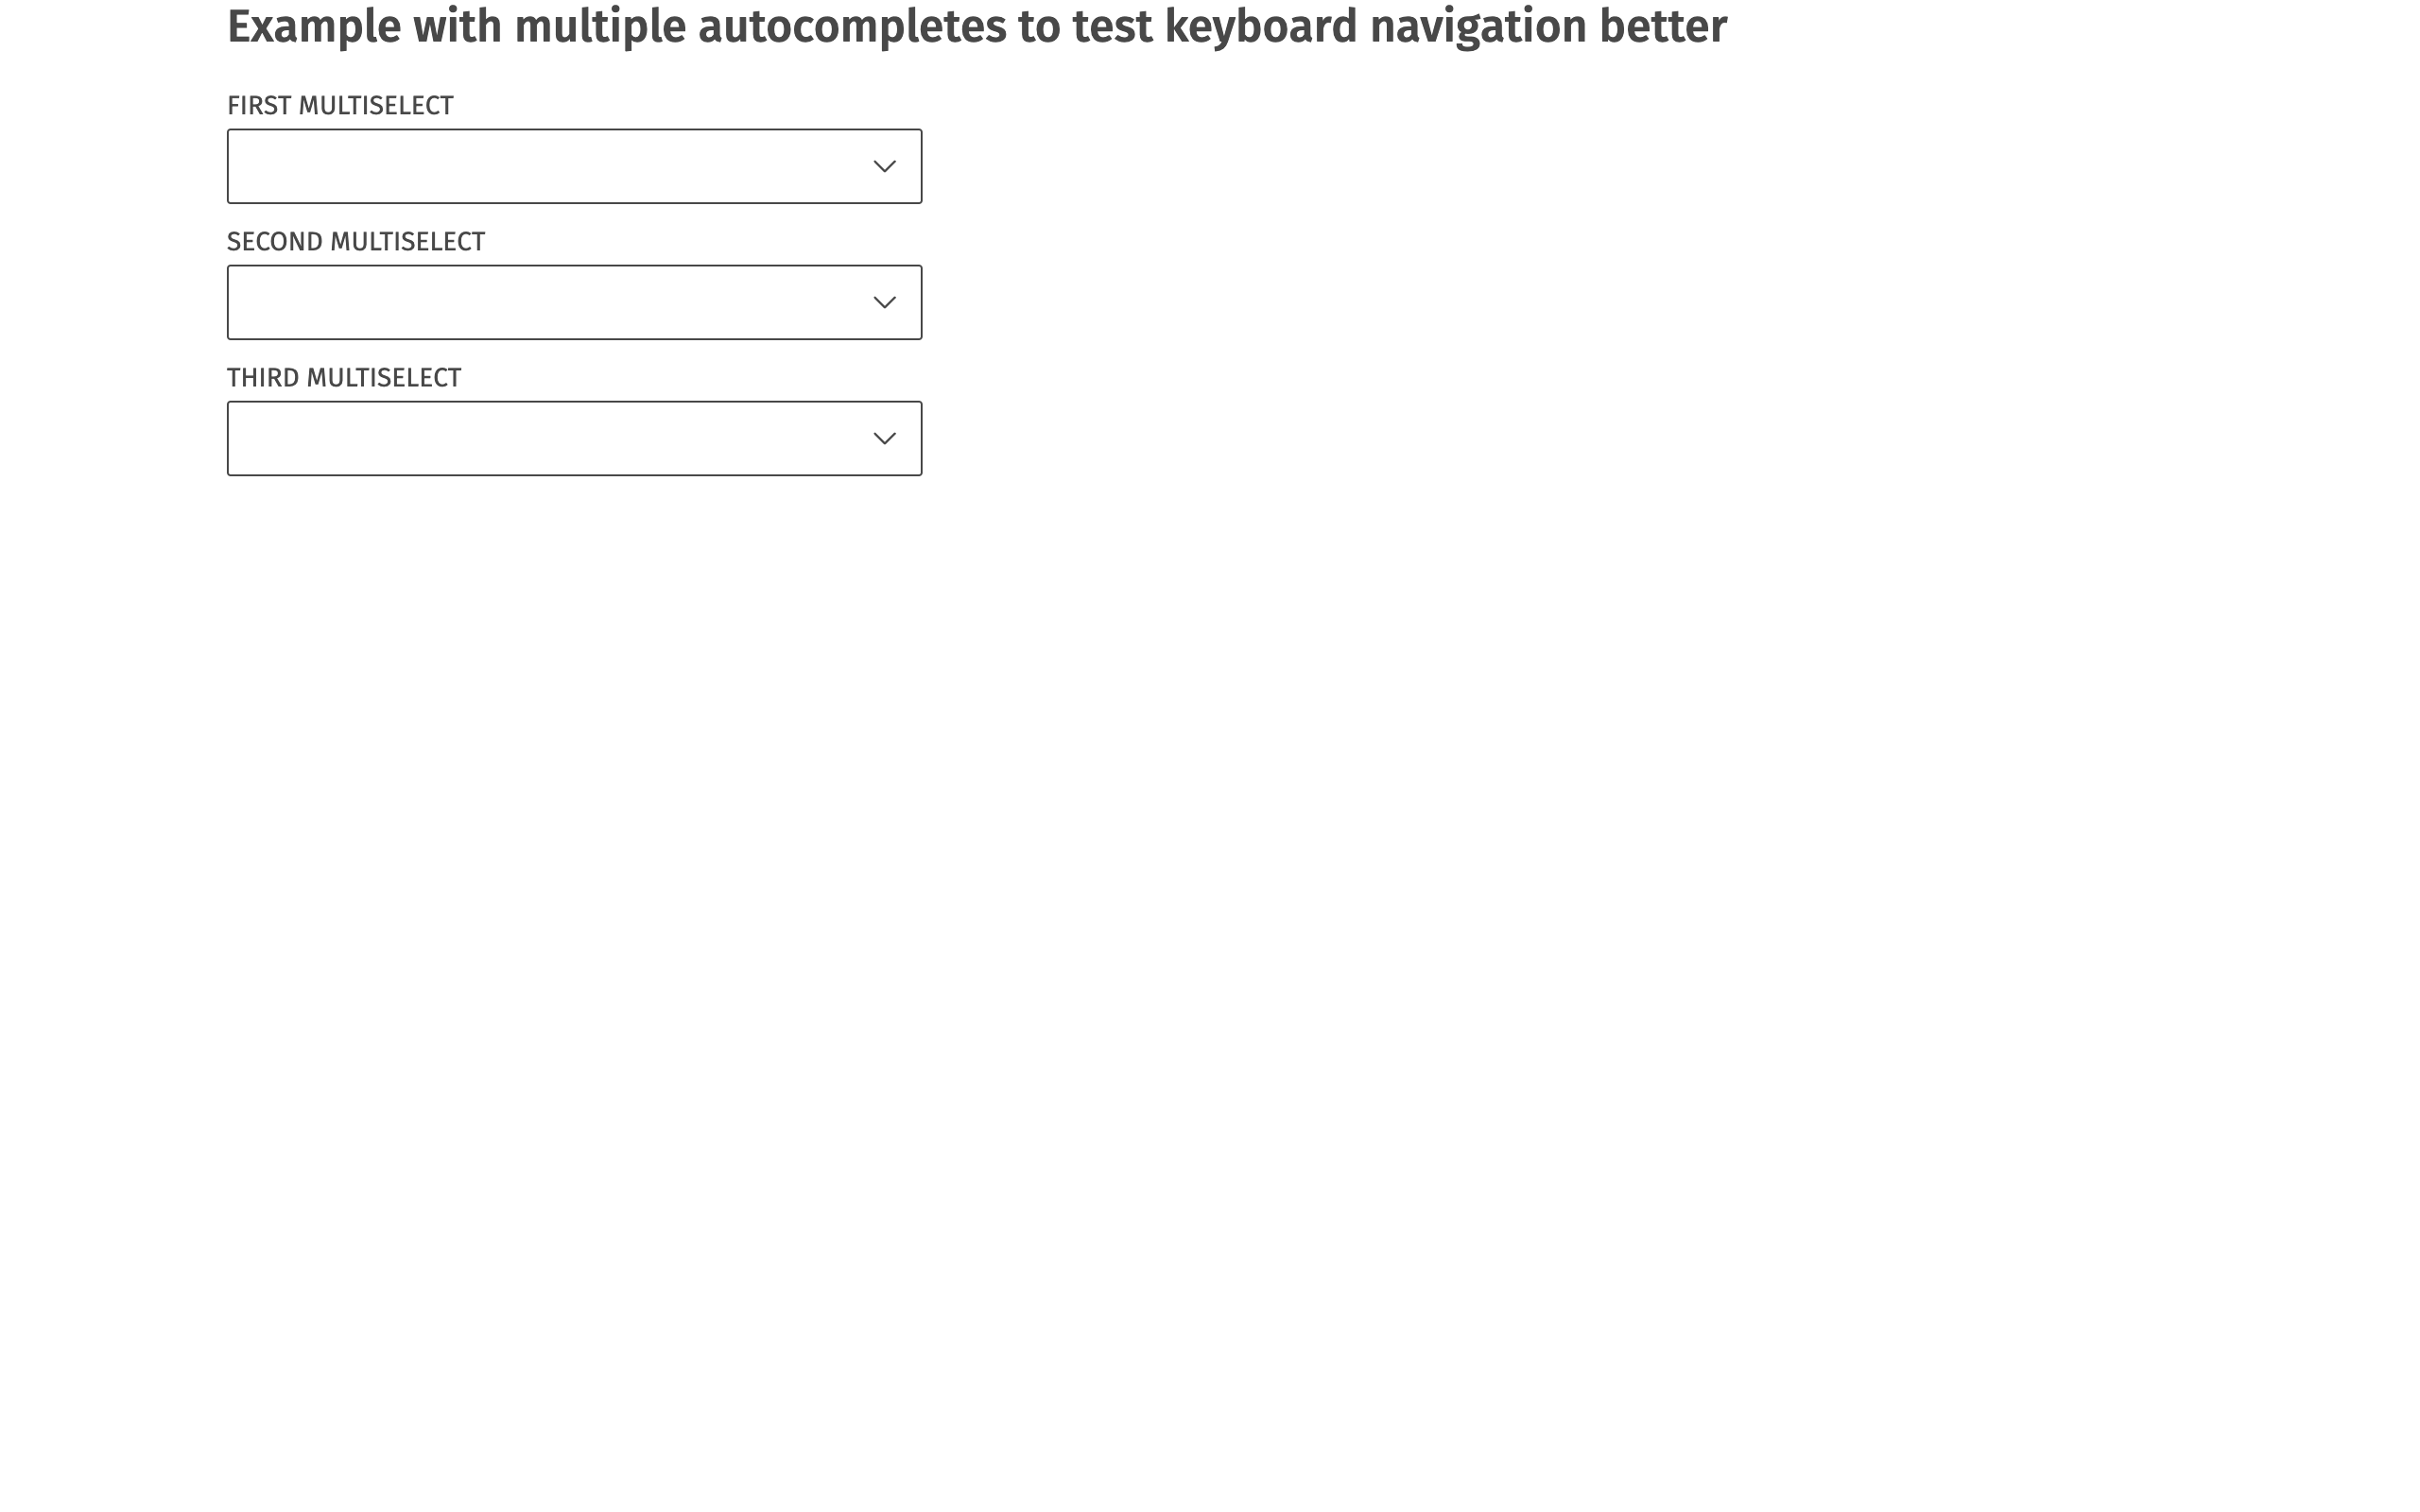 Example with multiple autocompletes to test keyboard navigation better
FIRST MULTISELECT
SECOND MULTISELECT
THIRD MULTISELECT